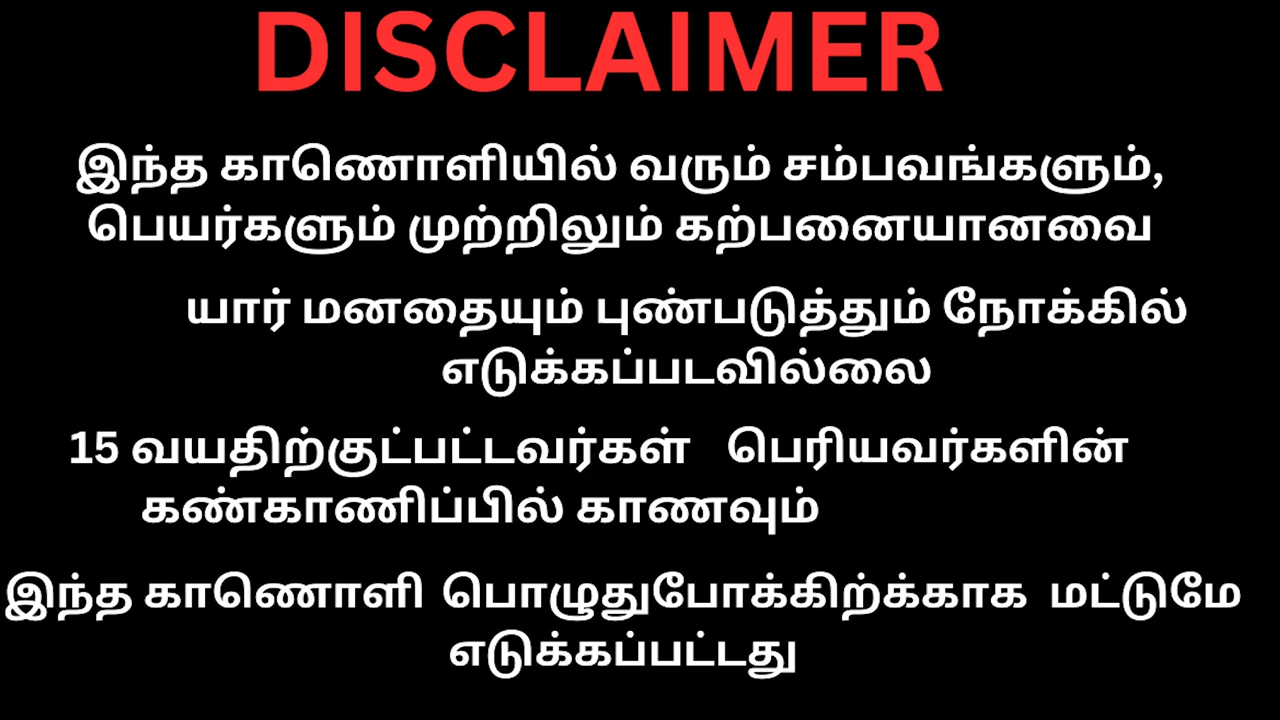 DISCLAIMER
இந்த காணொளியில் வரும் சம்பவங்களும்,
பெயர்களும் முற்றிலும் கற்பனையானவை
யார் மனதையும் புண்படுத்தும் நோக்கில்
எடுக்கப்படவில்லை
15 வயதிற்குட்பட்டவர்கள் பெரியவர்களின்
கண்காணிப்பில் காணவும்
இந்த காணொளி பொழுதுபோக்கிற்க்காக மட்டுமே
எடுக்கப்பட்டது